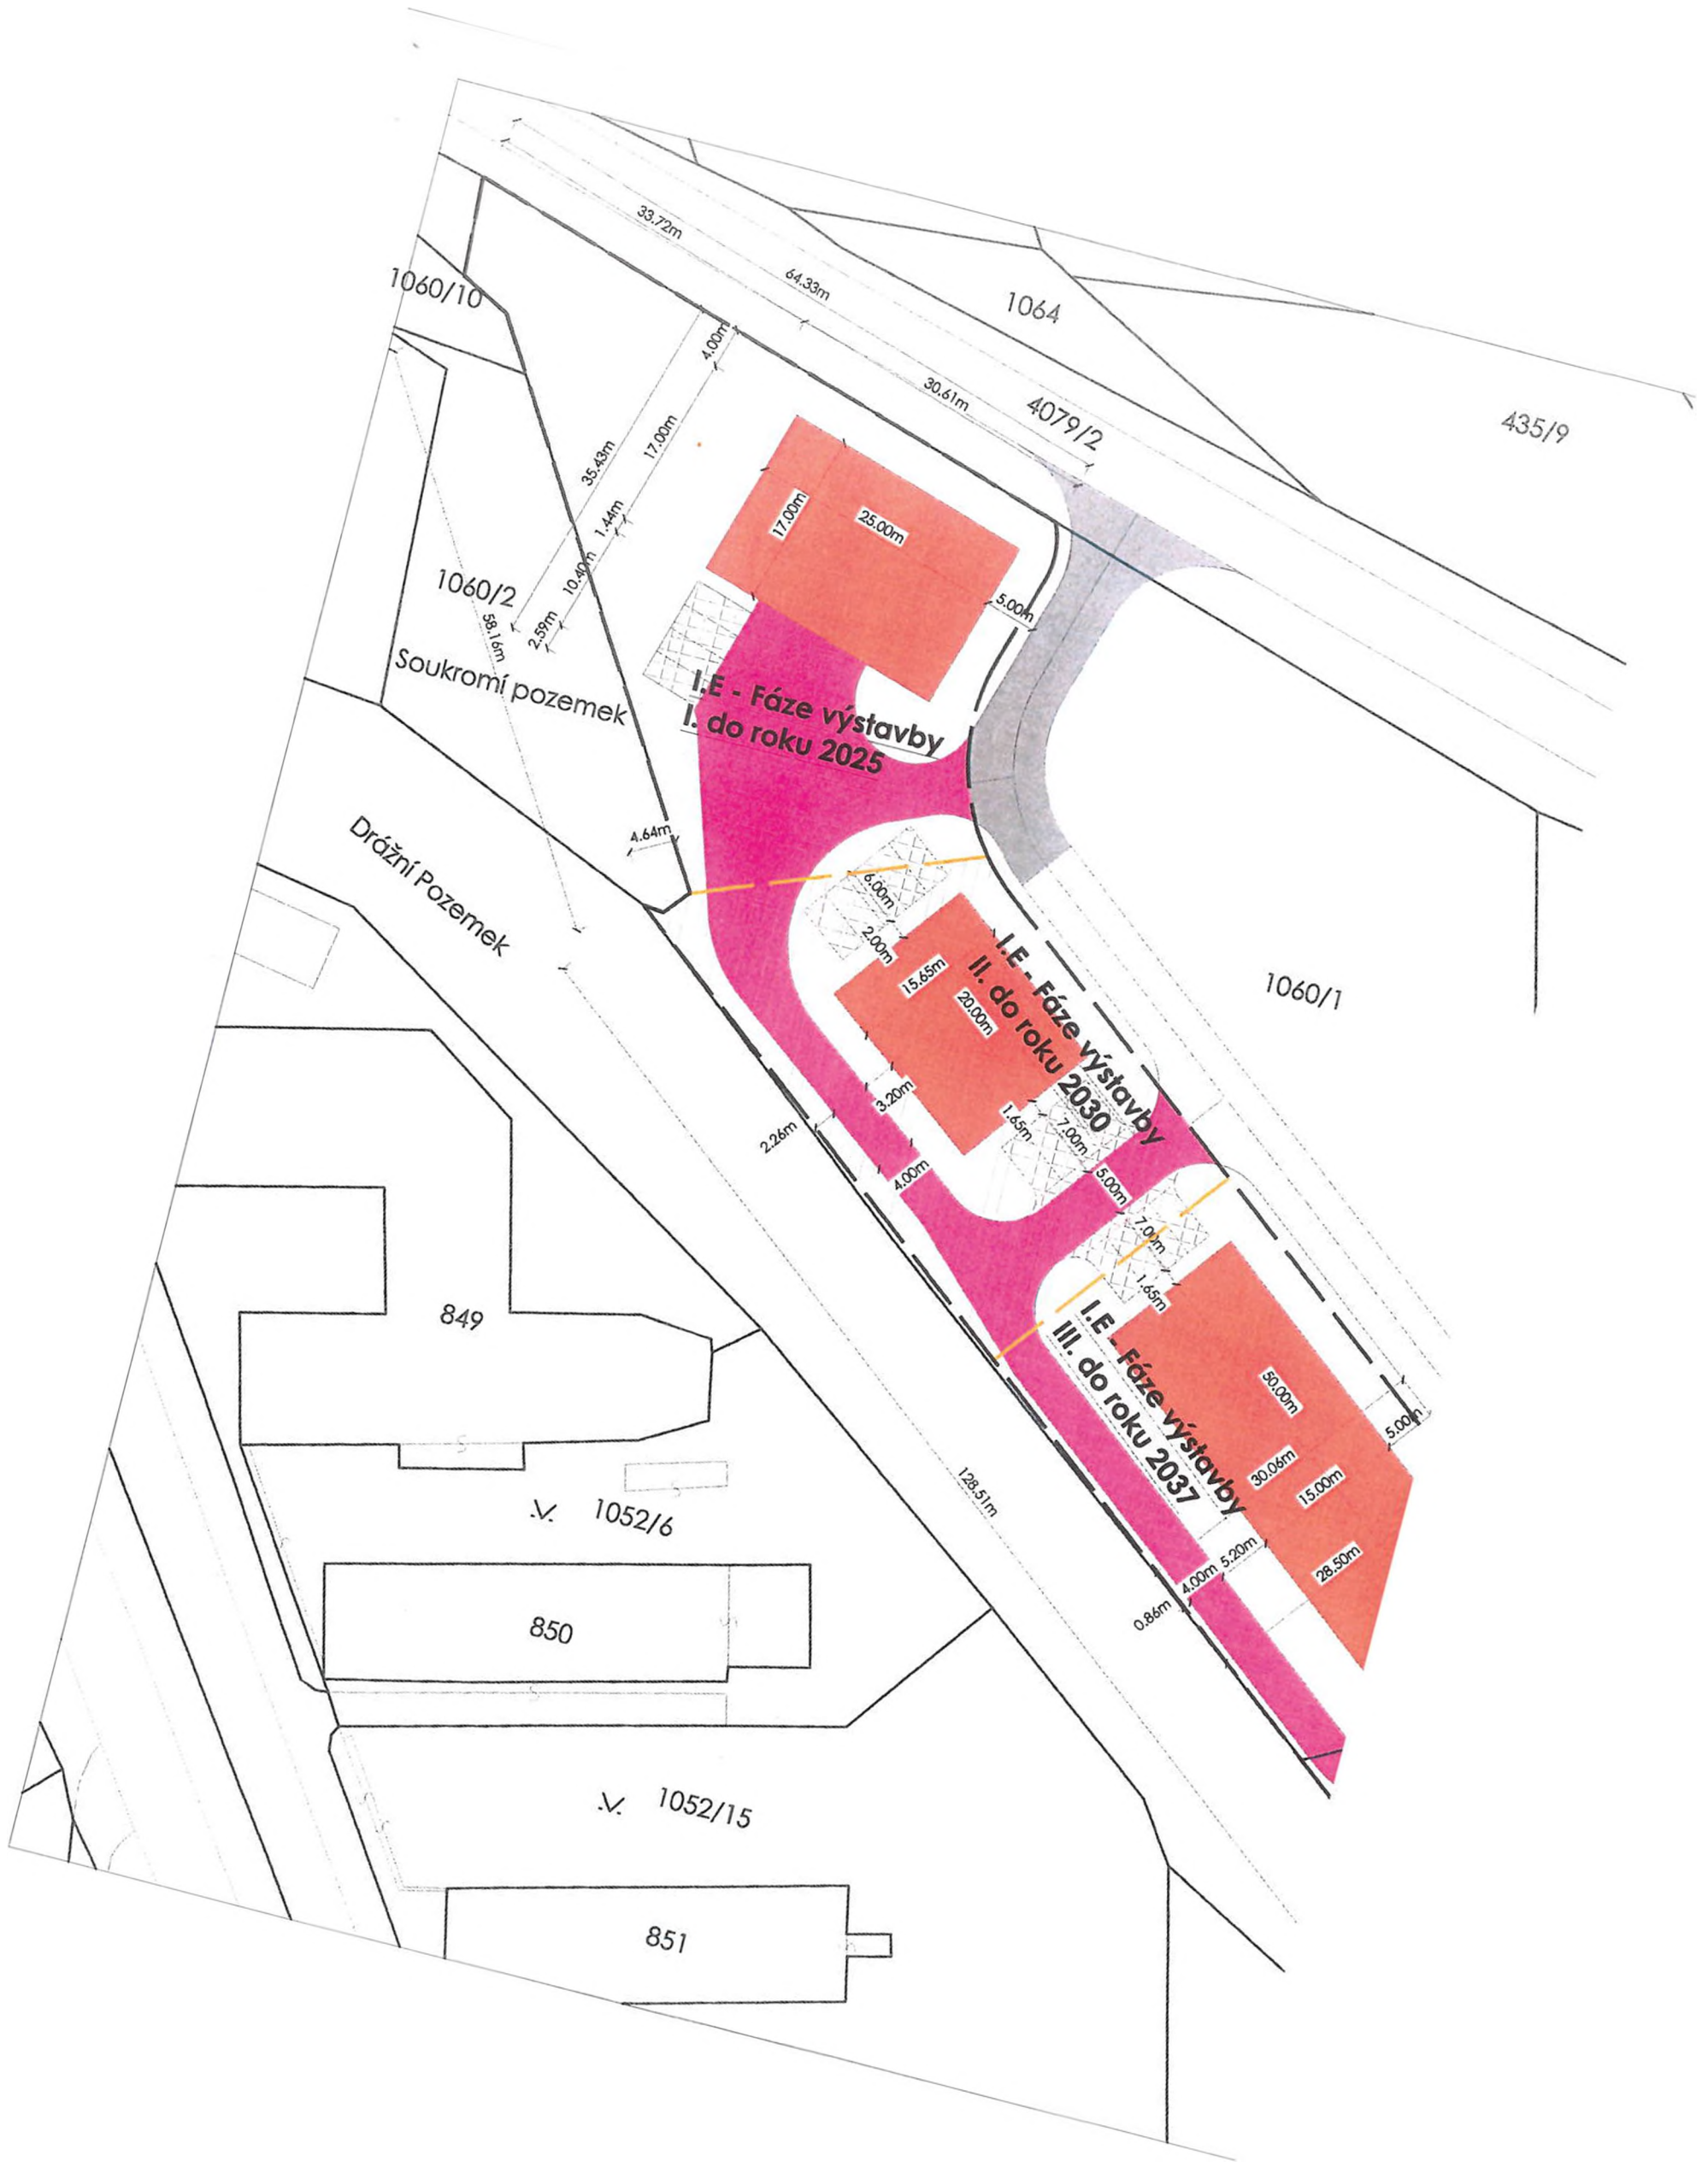 33.72m
64.33m
1060/10
1064
4.00m
30.61m
4079/2
435/9
35.43m
17.00m
17.00m
25.00m
1.44m
10.40m
1060/2
2.59m
58.16m
5.00m
Soukromí pozemek
I.E - Fáze výstavby
I. do roku 2025
4.64m
Drážní Pozemek
6.00m
2.00m
15.65m
20.00m
I.E - Fáze výstavby
II. do roku 2030
1060/1
3.20m
2.26m
1.65m
7.00m
4.00m
5.00m
7.00m
1.65m
849
I.E - Fáze výstavby
III. do roku 2037
50.00m
5.00m
30.06m
15.00m
128.51m
.V.
1052/6
5.20m
28.50m
4.00m
0.86m
850
.V.
1052/15
851